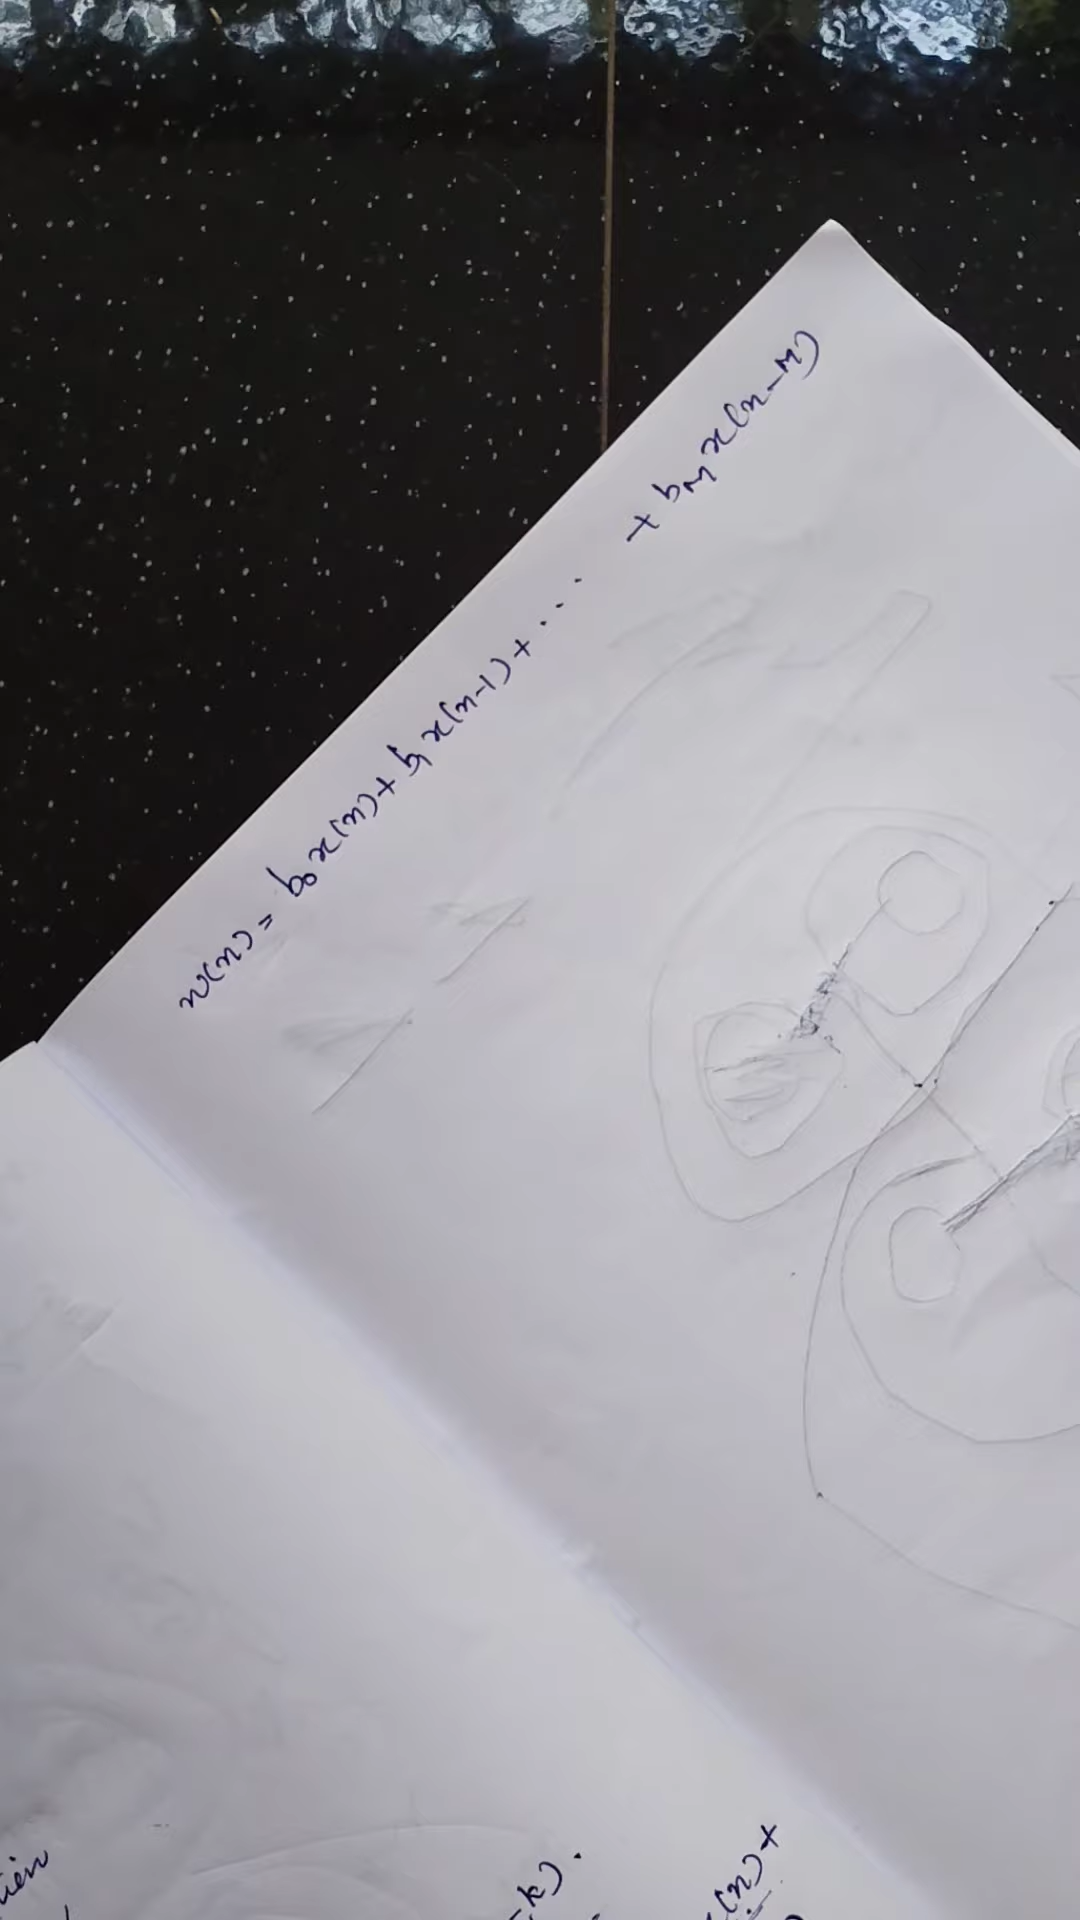 w(n) = b₀x(n) + b₁x(n-1) + ... + b_M x(n-M)
-k).
(n) +